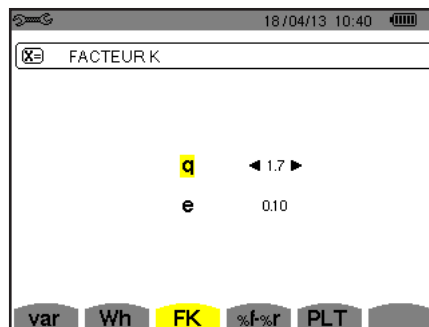 18/04/13 10:40
X= FACTEUR K
q ◄ 1.7 ►
e 0.10
var Wh FK %f-%r PLT